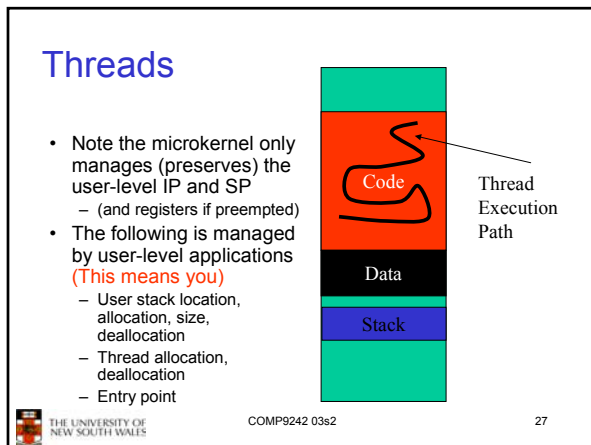 Threads
• Note the microkernel only
manages (preserves) the
user-level IP and SP
– (and registers if preempted)
• The following is managed
by user-level applications
(This means you)
– User stack location,
allocation, size,
deallocation
– Thread allocation,
deallocation
– Entry point
Code
Data
Stack
Thread
Execution
Path
THE UNIVERSITY OF
NEW SOUTH WALES
COMP9242 03s2
27